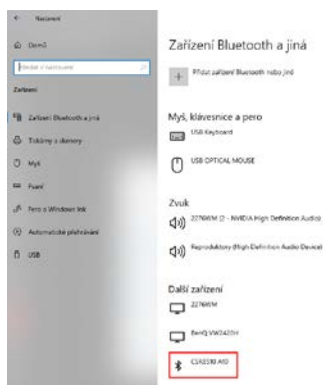 Nastavení
Domů
Hledat v nastavení
Zařízení
Zařízení Bluetooth a jiná
Tiskárny a skenery
Myš
Psaní
Pero a Windows Ink
Automatické přehrávání
USB
Zařízení Bluetooth a jiná
Přidat zařízení Bluetooth nebo jiné
Myš, klávesnice a pero
USB Keyboard
USB OPTICAL MOUSE
Zvuk
2276WM (2 - NVIDIA High Definition Audio)
Reproduktory (High Definition Audio Device)
Další zařízení
2276WM
BenQ VW2420H
CSR8510 A10